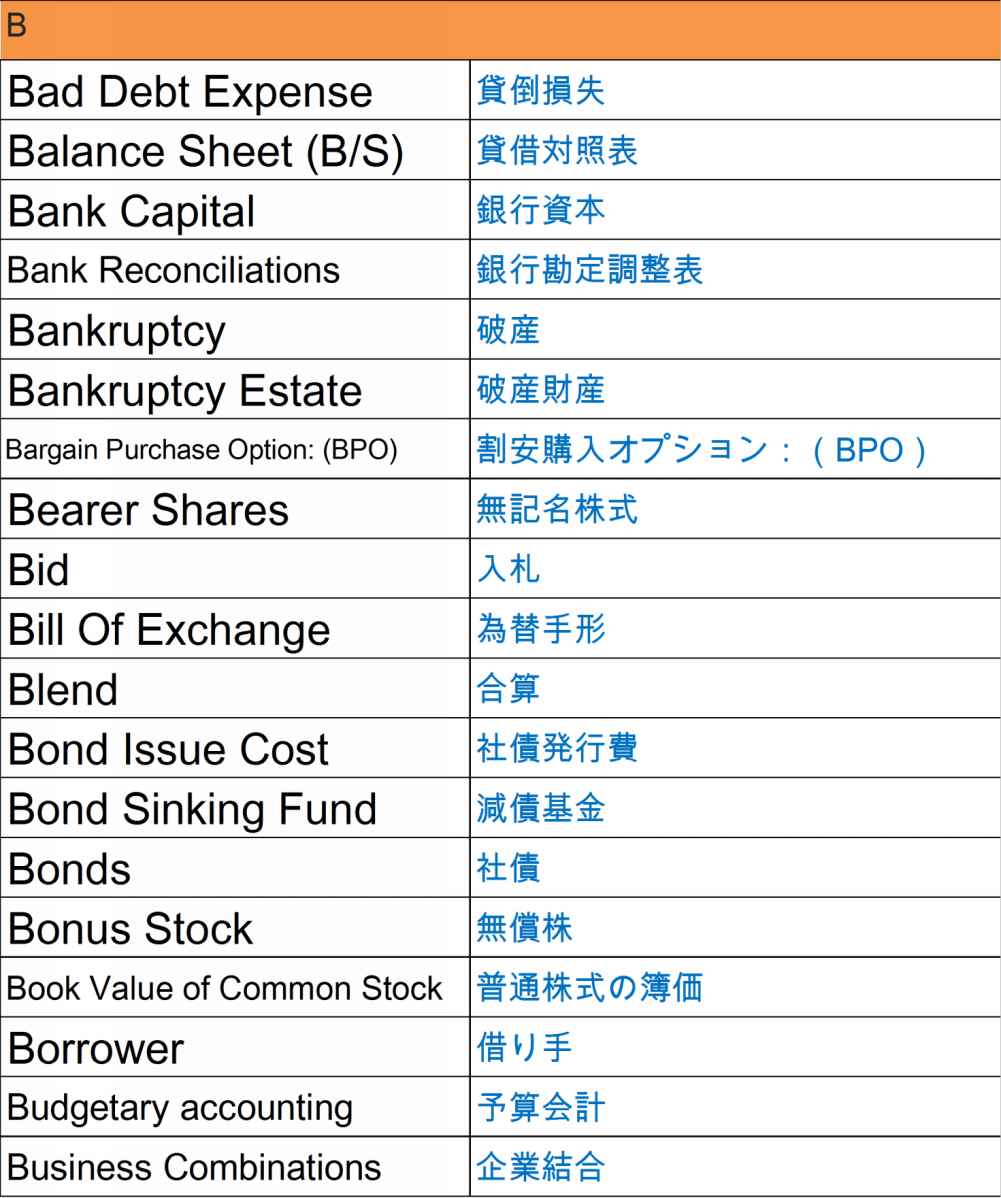 B
Bad Debt Expense 貸倒損失
Balance Sheet (B/S) 貸借対照表
Bank Capital 銀行資本
Bank Reconciliations 銀行勘定調整表
Bankruptcy 破産
Bankruptcy Estate 破産財産
Bargain Purchase Option: (BPO) 割安購入オプション：（BPO）
Bearer Shares 無記名株式
Bid 入札
Bill Of Exchange 為替手形
Blend 合算
Bond Issue Cost 社債発行費
Bond Sinking Fund 減債基金
Bonds 社債
Bonus Stock 無償株
Book Value of Common Stock 普通株式の簿価
Borrower 借り手
Budgetary accounting 予算会計
Business Combinations 企業結合